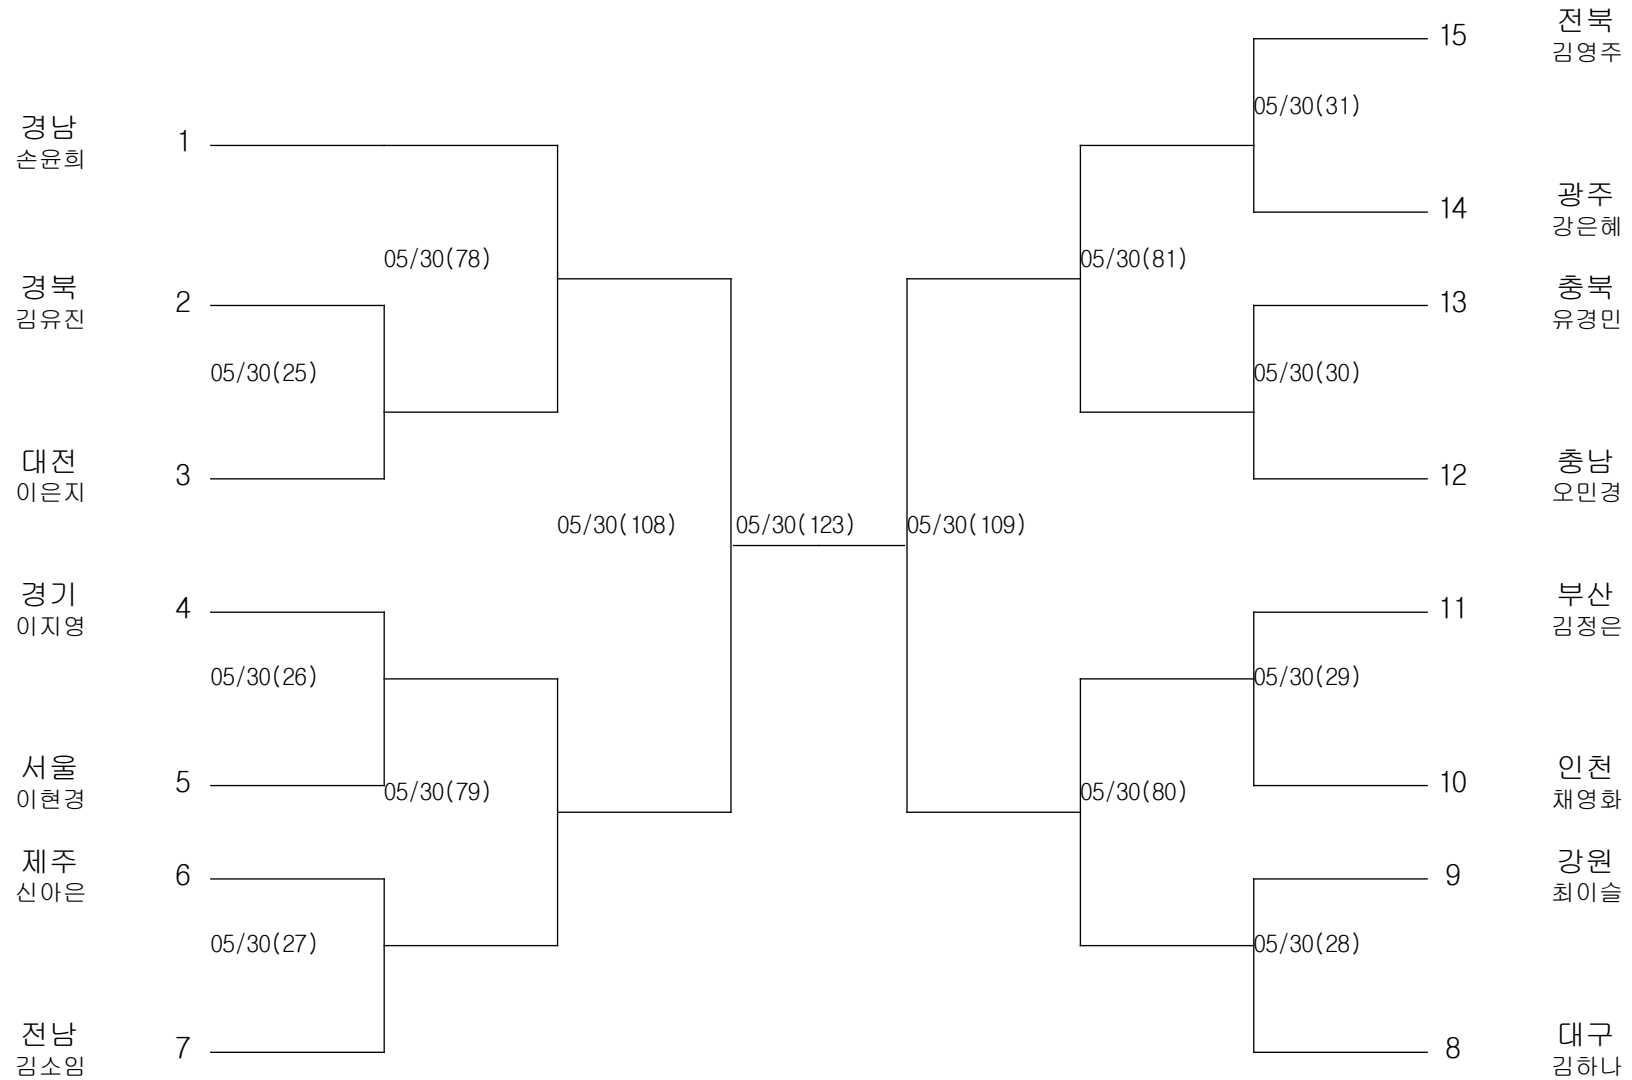 전북
15
김영주
05/30(31)
경남
1
손윤희
14
광주
강은혜
05/30(78)
05/30(81)
경북
2
김유진
13
충북
유경민
05/30(25)
05/30(30)
대전
3
이은지
12
충남
오민경
05/30(108)
05/30(123)
05/30(109)
경기
4
이지영
11
부산
김정은
05/30(26)
05/30(29)
서울
5
이현경
10
인천
채영화
05/30(79)
05/30(80)
제주
6
신아은
9
강원
최이슬
05/30(27)
05/30(28)
전남
7
김소임
8
대구
김하나